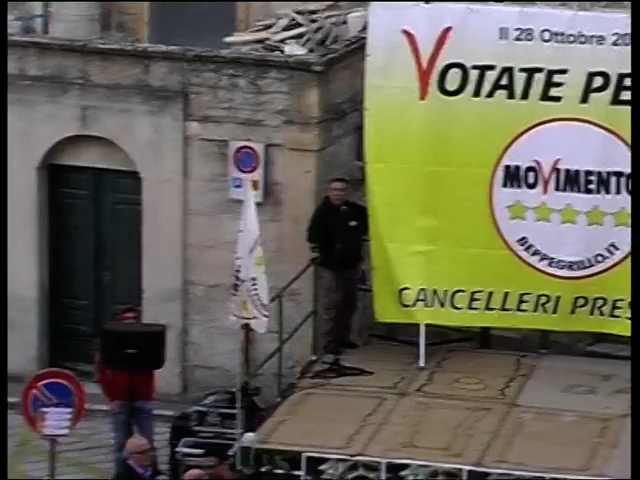 Il 28 Ottobre 20
VOTATE PE
MOVIMENTO
BEPPEGRILLO.IT
CANCELLERI PRES